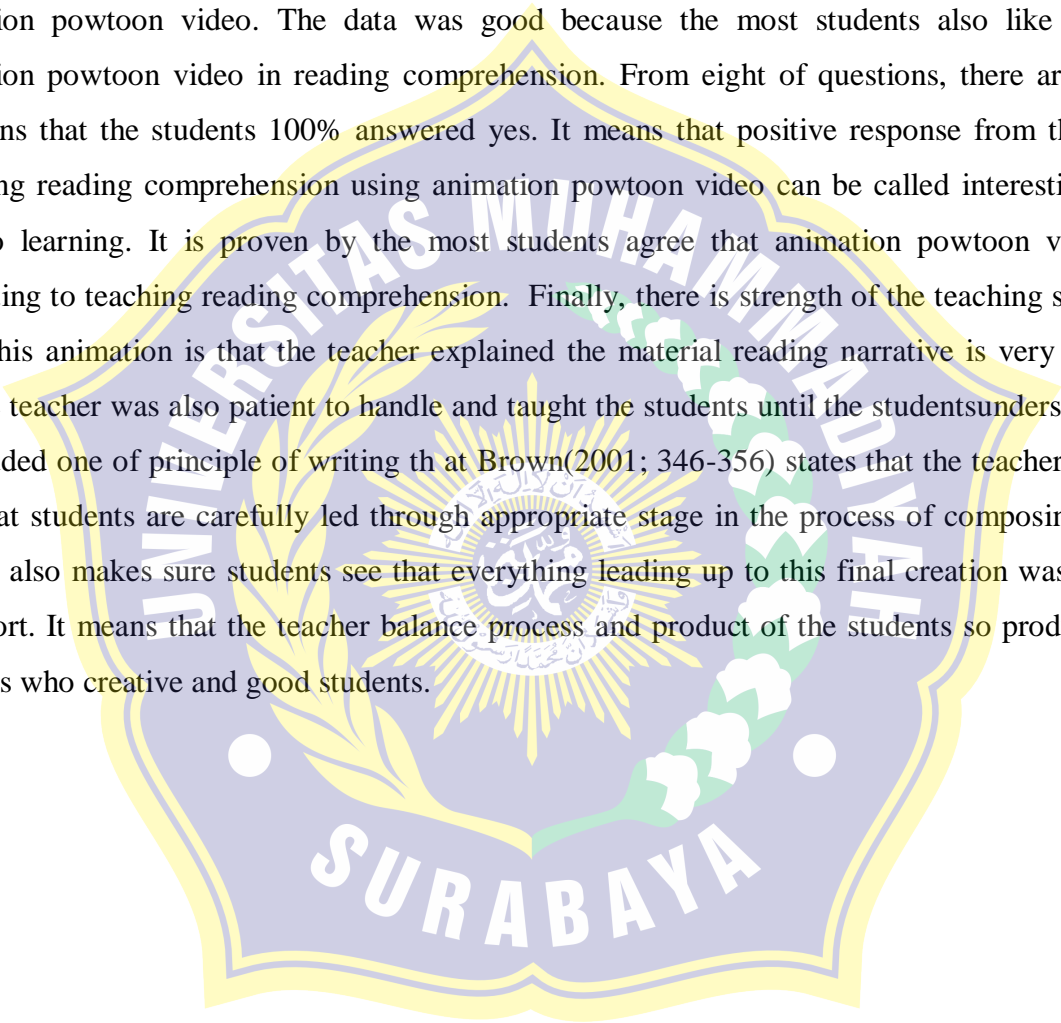 ion powtoon video. The data was good because the most students also like
ion powtoon video in reading comprehension. From eight of questions, there ar
ns that the students 100% answered yes. It means that positive response from th
ng reading comprehension using animation powtoon video can be called interesti
o learning. It is proven by the most students agree that animation powtoon v
ing to teaching reading comprehension. Finally, there is strength of the teaching s
his animation is that the teacher explained the material reading narrative is very
teacher was also patient to handle and taught the students until the studentsunders
ded one of principle of writing th at Brown(2001; 346-356) states that the teacher
at students are carefully led through appropriate stage in the process of composin
also makes sure students see that everything leading up to this final creation was
ort. It means that the teacher balance process and product of the students so prod
s who creative and good students.
UNIVERSITAS MUHAMMADIYAH
SURABAYA